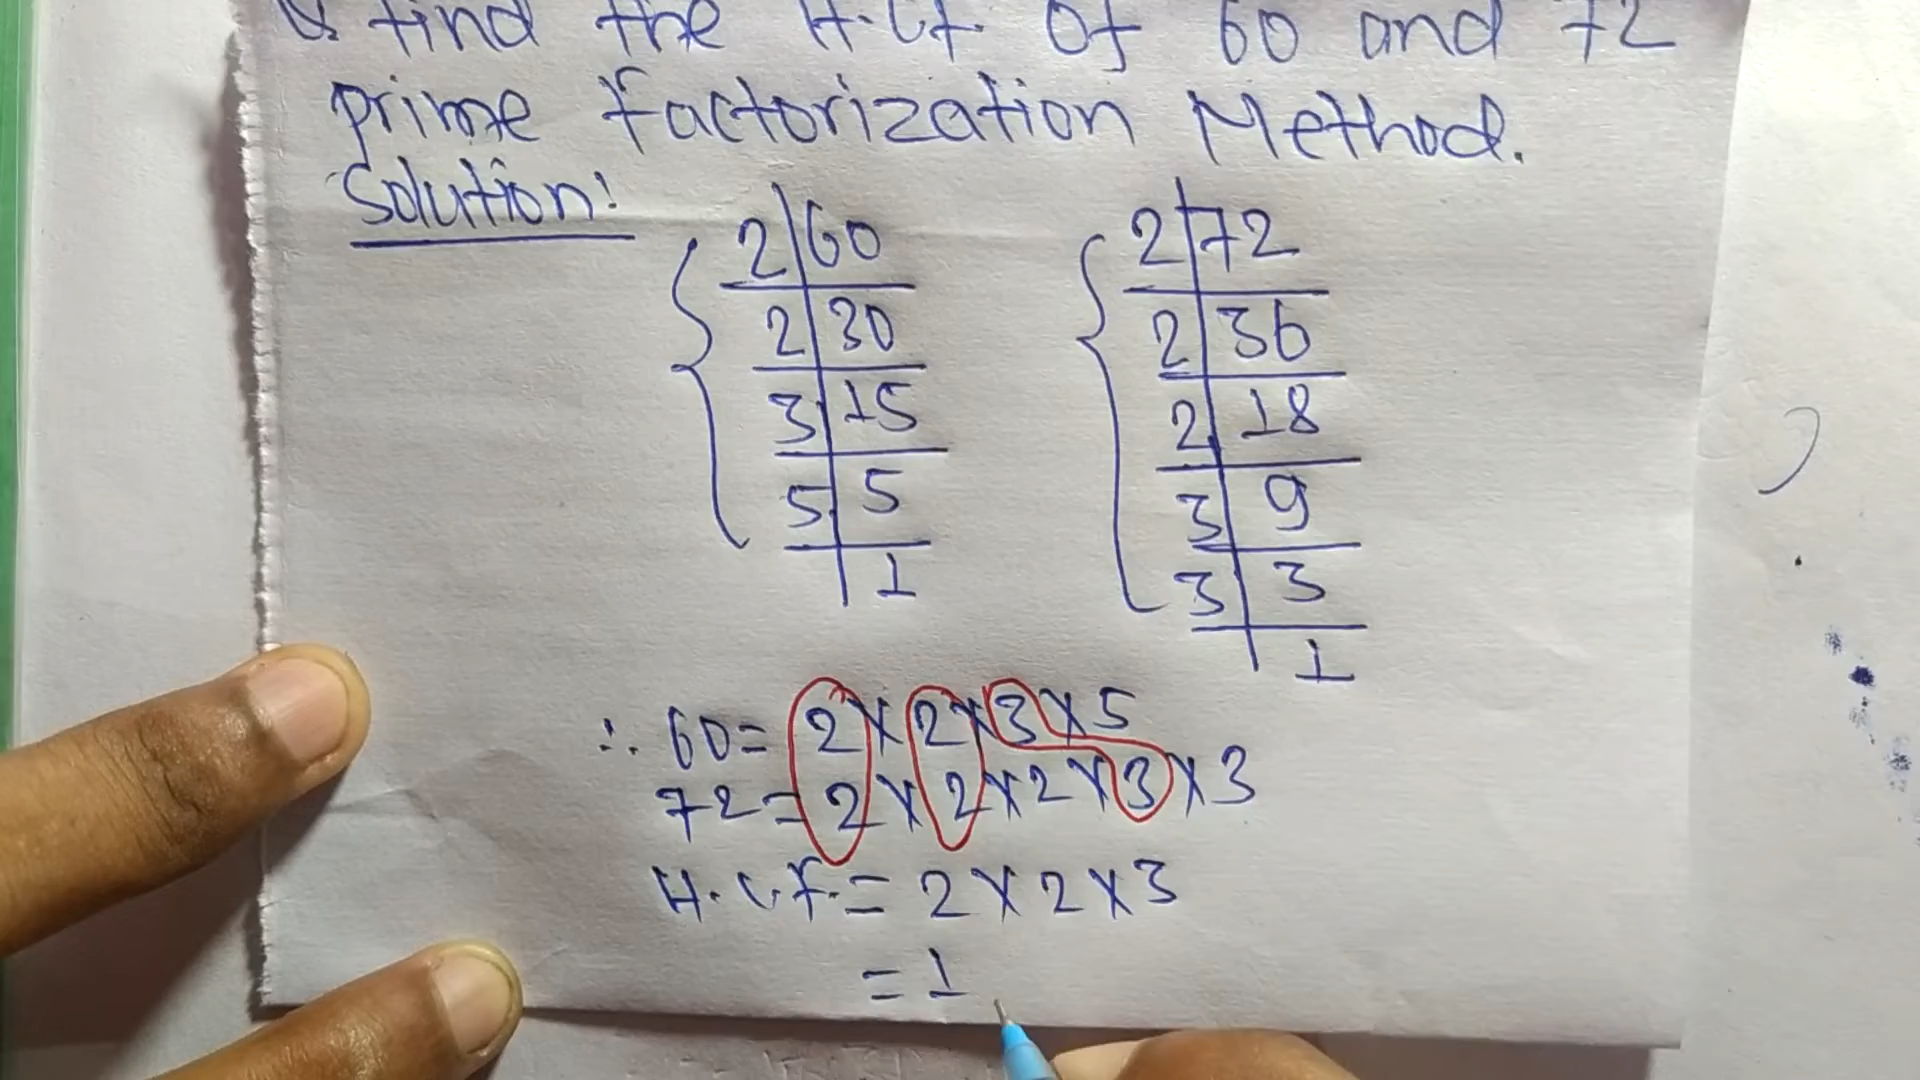 Q. find the H.C.F. Of 60 and 72
prime factorization Method.
Solution:
2 60
2 30
3 15
5 5
1
2 72
2 36
2 18
3 9
3 3
1
∴ 60 = 2 × 2 × 3 × 5
72 = 2 × 2 × 2 × 3 × 3
H.C.F. = 2 × 2 × 3
= 1